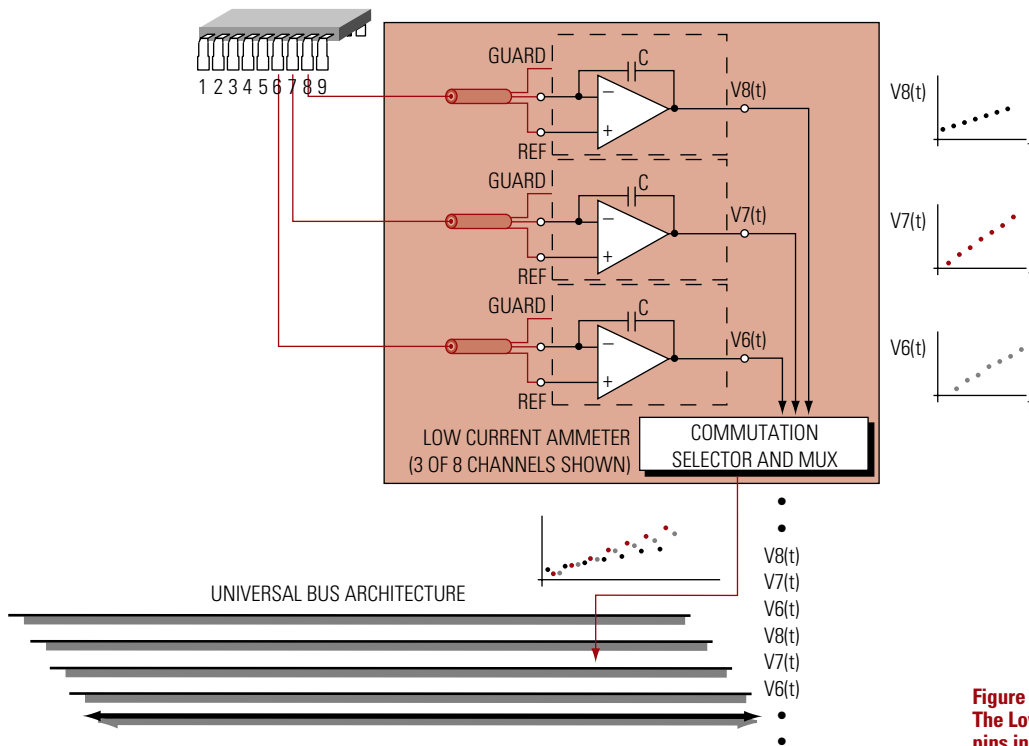 1 2 3 4 5 6 7 8 9
GUARD
C
−
+
REF
V8(t)
V8(t)
GUARD
C
−
+
REF
V7(t)
V7(t)
GUARD
C
−
+
REF
V6(t)
V6(t)
LOW CURRENT AMMETER
(3 OF 8 CHANNELS SHOWN)
COMMUTATION
SELECTOR AND MUX
V8(t)
V7(t)
V6(t)
V8(t)
V7(t)
V6(t)
UNIVERSAL BUS ARCHITECTURE
Figure
The Lo
pins in